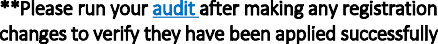 **Please run your audit after making any registration
changes to verify they have been applied successfully